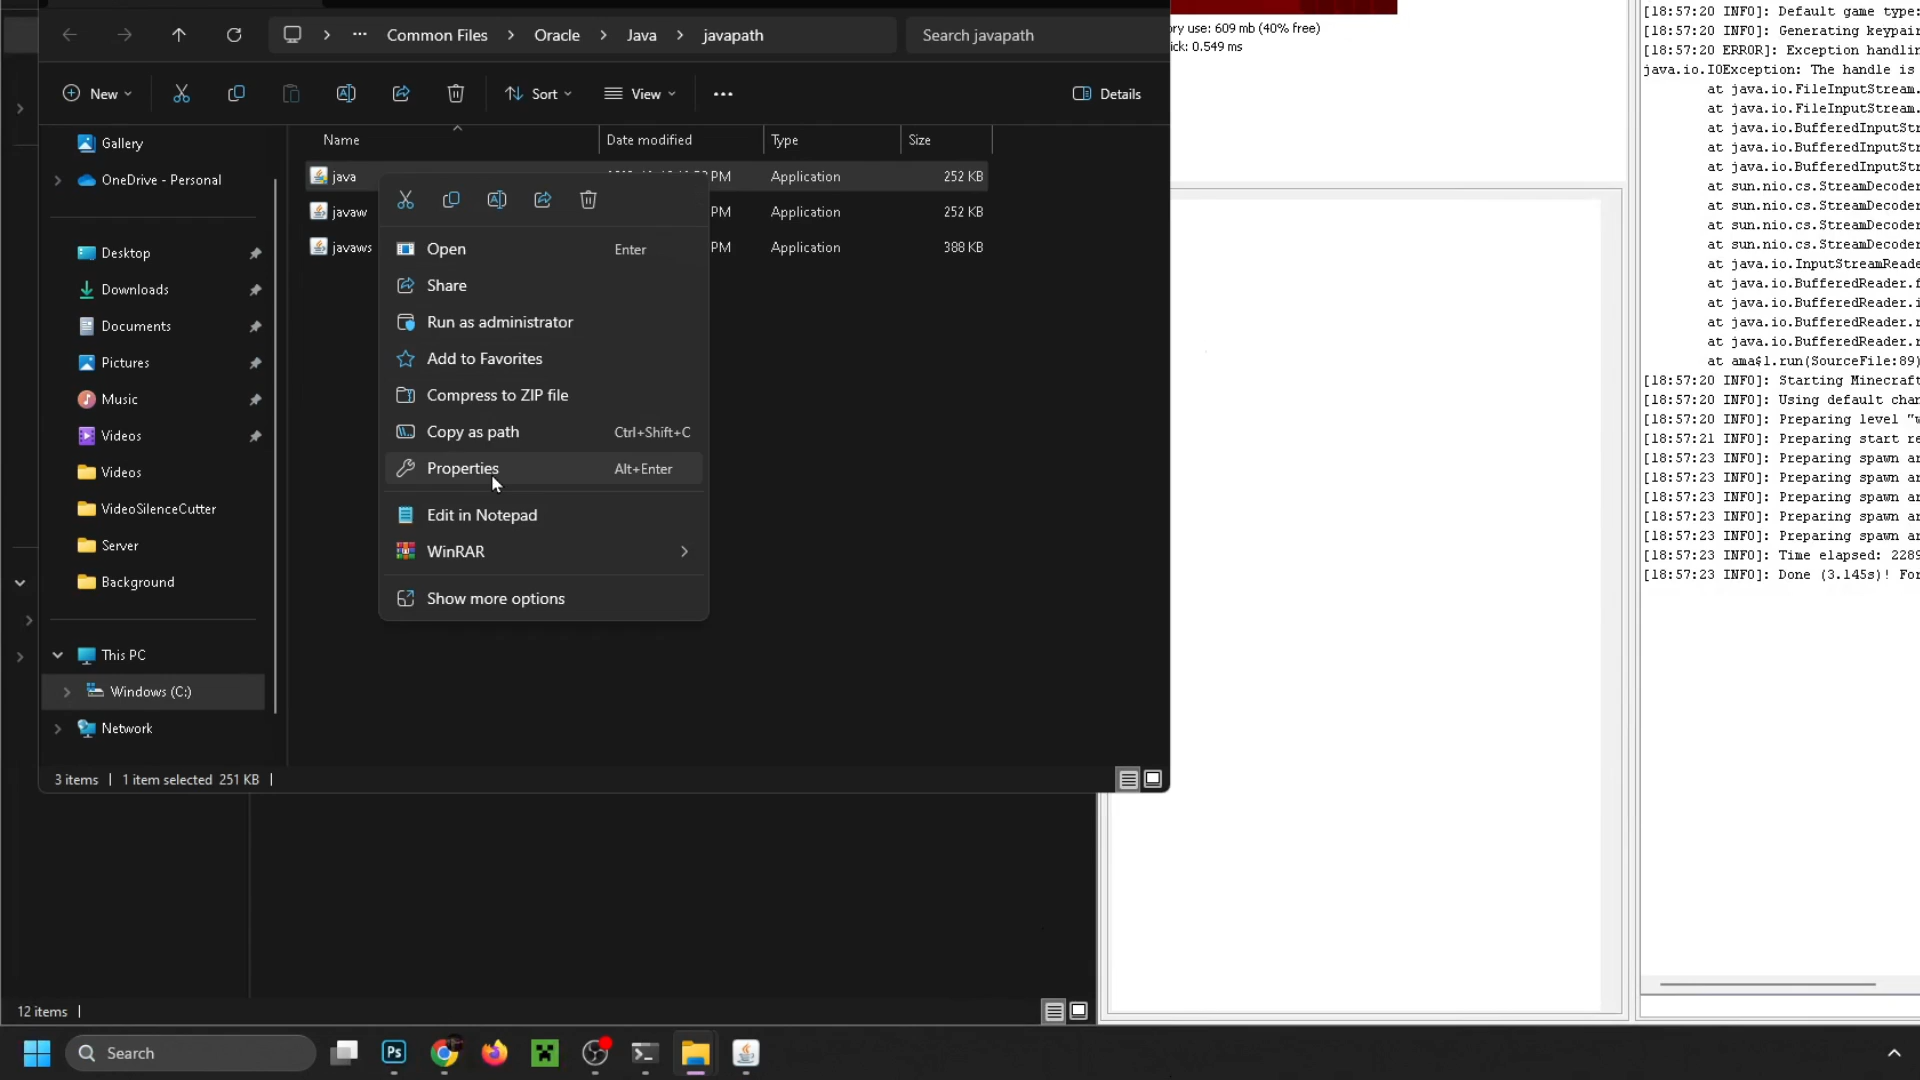 Common Files > Oracle > Java > javapath
Search javapath
New
Sort
View
Details
Name
Date modified
Type
Size
java
PM
Application
252 KB
javaw
PM
Application
252 KB
javaws
PM
Application
388 KB
Open Enter
Share
Run as administrator
Add to Favorites
Compress to ZIP file
Copy as path Ctrl+Shift+C
Properties Alt+Enter
Edit in Notepad
WinRAR
Show more options
Gallery
OneDrive - Personal
Desktop
Downloads
Documents
Pictures
Music
Videos
Videos
VideoSilenceCutter
Server
Background
This PC
Windows (C:)
Network
3 items | 1 item selected 251 KB |
12 items |
Search
Ps
ry use: 609 mb (40% free)
ick: 0.549 ms
[18:57:20 INFO]: Default game type:
[18:57:20 INFO]: Generating keypair
[18:57:20 ERROR]: Exception handlin
java.io.IOException: The handle is
at java.io.FileInputStream.
at java.io.FileInputStream.
at java.io.BufferedInputStr
at java.io.BufferedInputStr
at java.io.BufferedInputStr
at sun.nio.cs.StreamDecoder
at sun.nio.cs.StreamDecoder
at sun.nio.cs.StreamDecoder
at sun.nio.cs.StreamDecoder
at java.io.InputStreamReade
at java.io.BufferedReader.f
at java.io.BufferedReader.r
at java.io.BufferedReader.r
at java.io.BufferedReader.r
at ama$1.run(SourceFile:89)
[18:57:20 INFO]: Starting Minecraft
[18:57:20 INFO]: Using default chan
[18:57:20 INFO]: Preparing level "w
[18:57:21 INFO]: Preparing start re
[18:57:23 INFO]: Preparing spawn ar
[18:57:23 INFO]: Preparing spawn ar
[18:57:23 INFO]: Preparing spawn ar
[18:57:23 INFO]: Preparing spawn ar
[18:57:23 INFO]: Preparing spawn ar
[18:57:23 INFO]: Time elapsed: 2289
[18:57:23 INFO]: Done (3.145s)! For